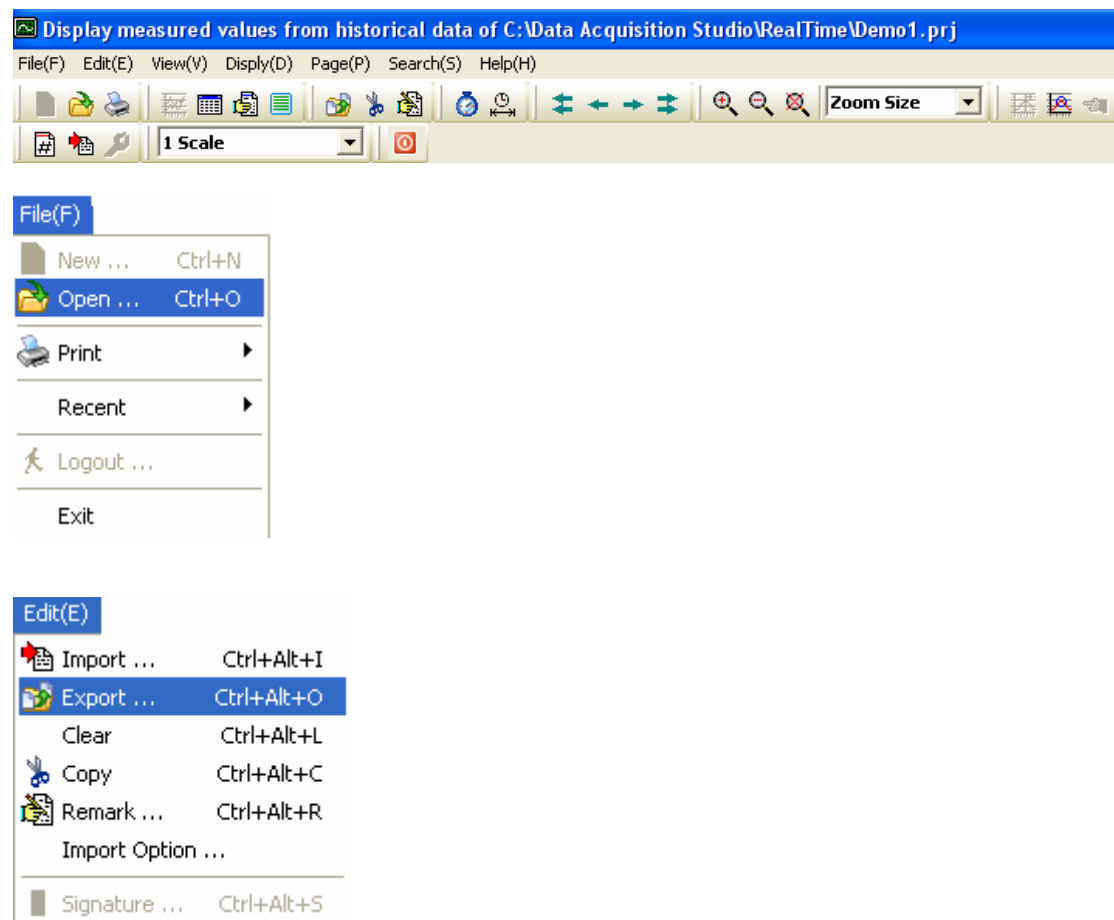 Display measured values from historical data of C:\Data Acquisition Studio\RealTime\Demo1.prj
File(F) Edit(E) View(V) Disply(D) Page(P) Search(S) Help(H)
Zoom Size
# 1 Scale
File(F)
New ... Ctrl+N
Open ... Ctrl+O
Print
Recent
Logout ...
Exit
Edit(E)
Import ... Ctrl+Alt+I
Export ... Ctrl+Alt+O
Clear Ctrl+Alt+L
Copy Ctrl+Alt+C
Remark ... Ctrl+Alt+R
Import Option ...
Signature ... Ctrl+Alt+S